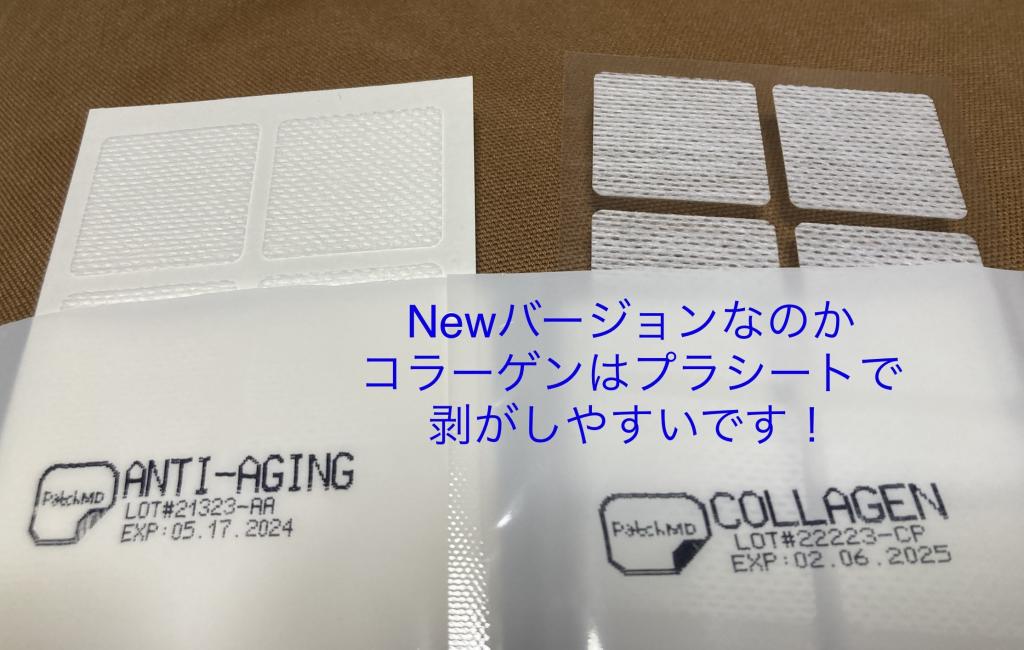 Newバージョンなのか
コラーゲンはプラシートで
剥がしやすいです！
PatchMD
ANTI-AGING
LOT#21323-AA
EXP:05.17.2024
PatchMD
COLLAGEN
LOT#22223-CP
EXP:02.06.2025